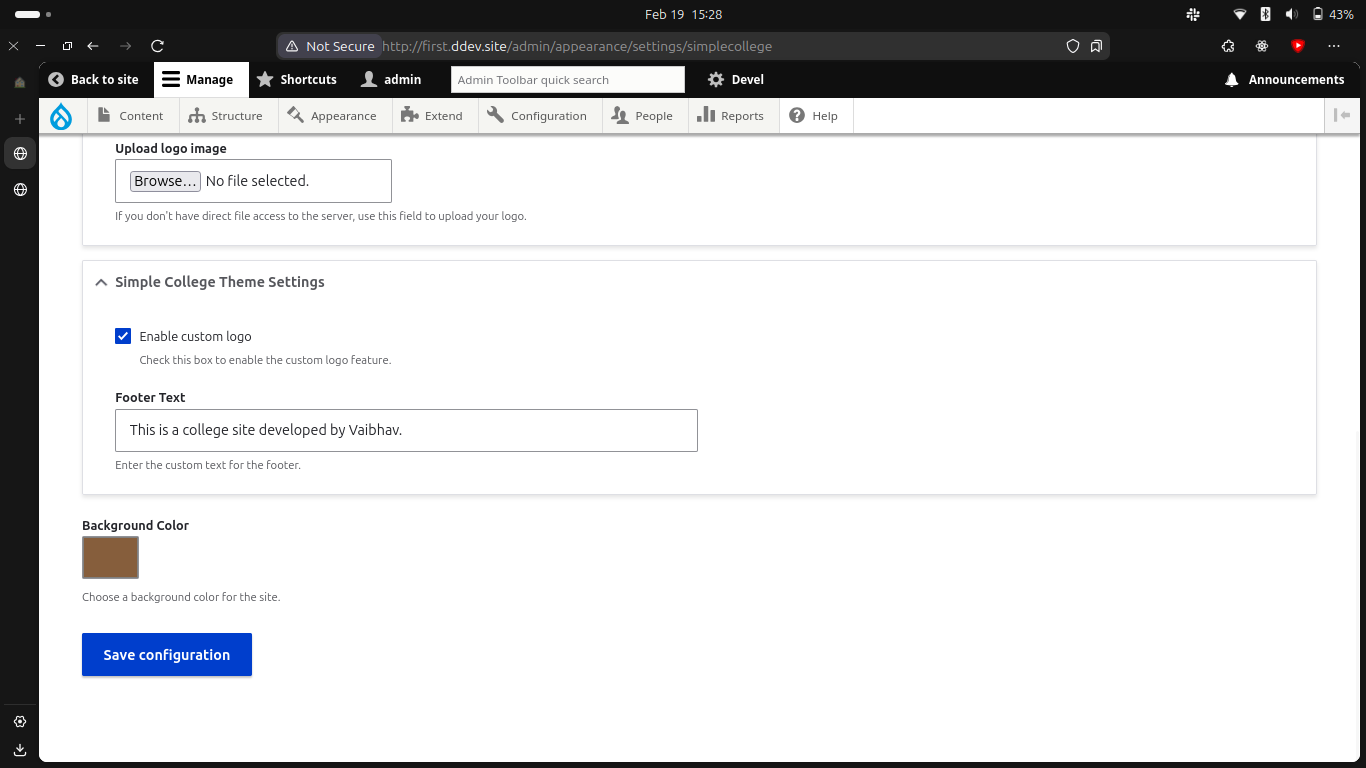 Feb 19 15:28
43%
Not Secure http://first.ddev.site/admin/appearance/settings/simplecollege
Back to site Manage Shortcuts admin Admin Toolbar quick search Devel Announcements
Content Structure Appearance Extend Configuration People Reports Help
Upload logo image
Browse... No file selected.
If you don't have direct file access to the server, use this field to upload your logo.
Simple College Theme Settings
Enable custom logo
Check this box to enable the custom logo feature.
Footer Text
This is a college site developed by Vaibhav.
Enter the custom text for the footer.
Background Color
Choose a background color for the site.
Save configuration